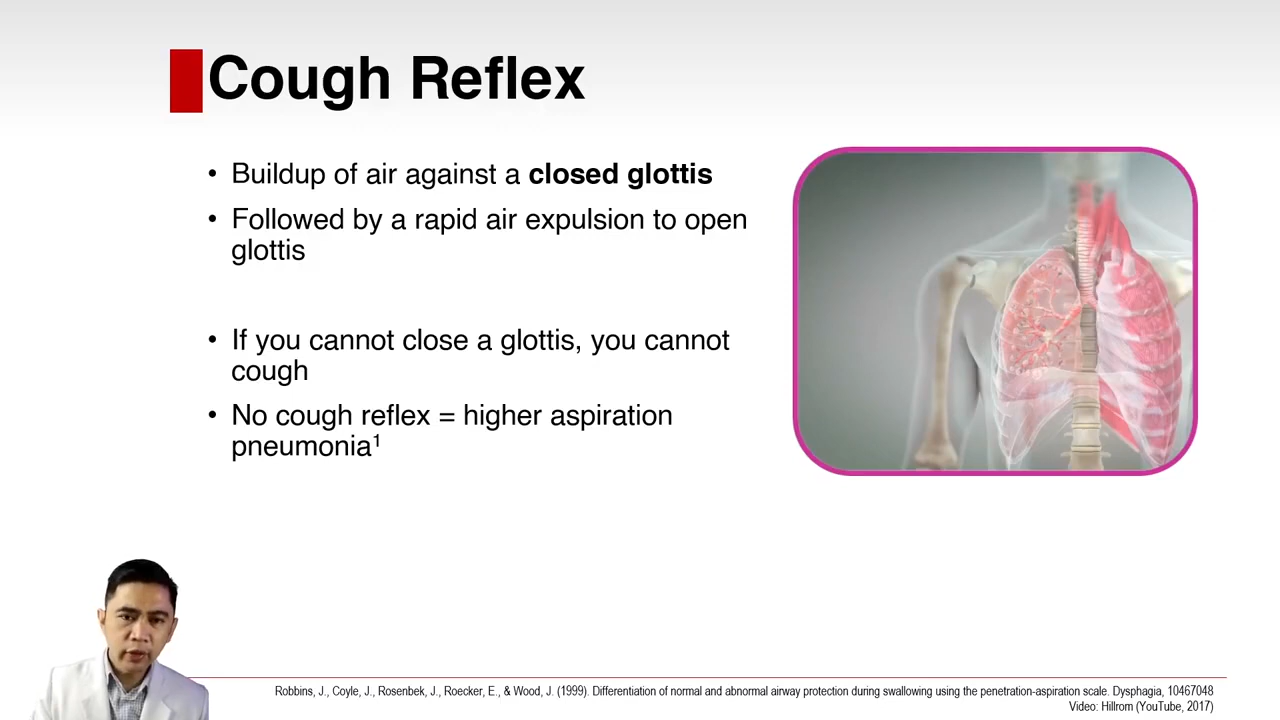 Cough Reflex
• Buildup of air against a closed glottis
• Followed by a rapid air expulsion to open
glottis
• If you cannot close a glottis, you cannot
cough
• No cough reflex = higher aspiration
pneumonia¹
Robbins, J., Coyle, J., Rosenbek, J., Roecker, E., & Wood, J. (1999). Differentiation of normal and abnormal airway protection during swallowing using the penetration-aspiration scale. Dysphagia, 10467048
Video: Hillrom (YouTube, 2017)